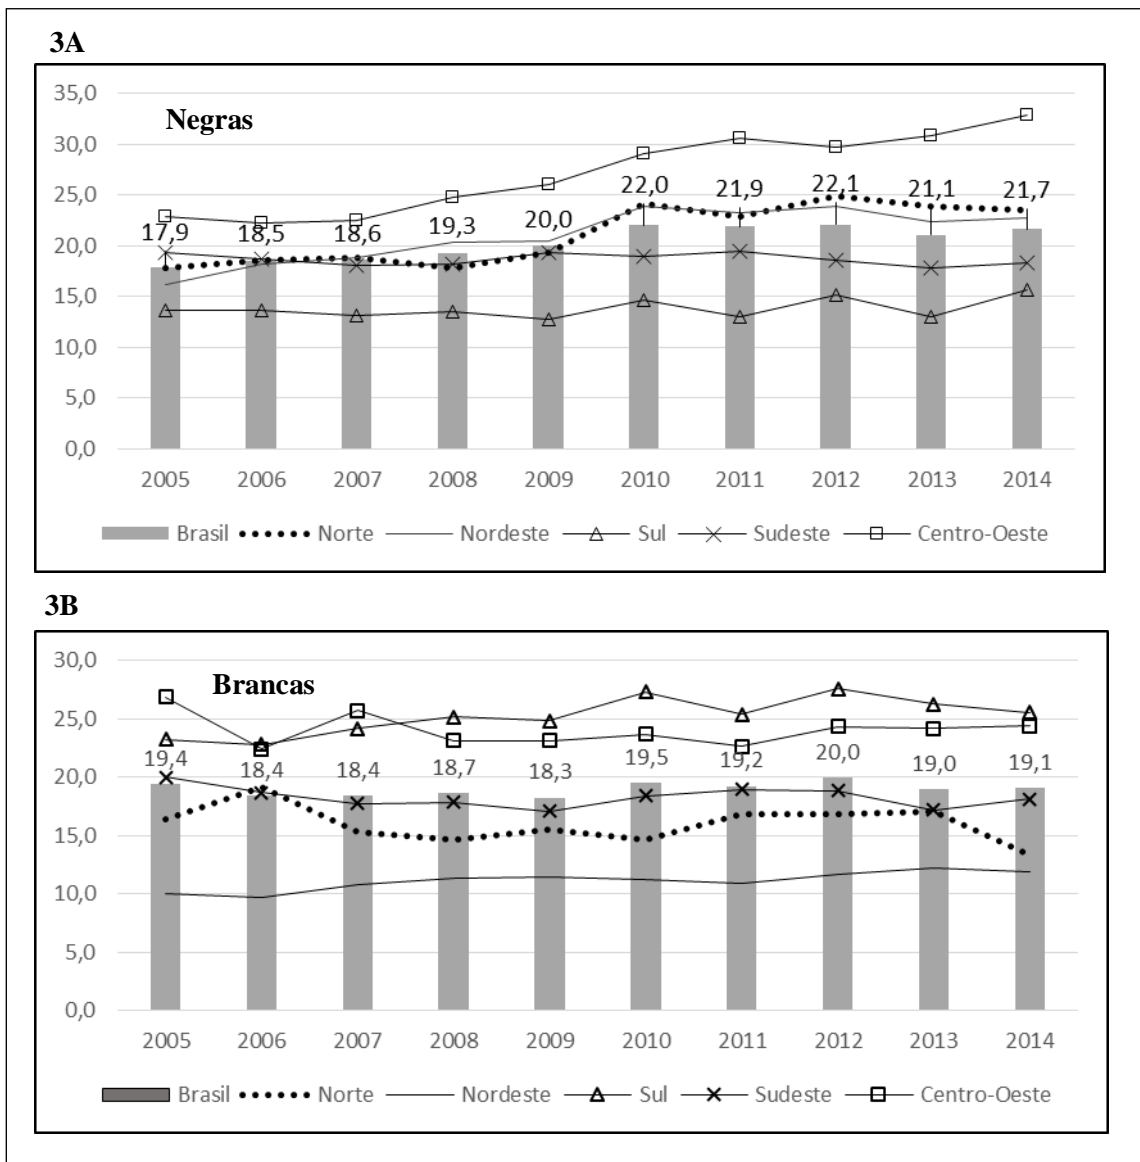 3A
Negras
35,0
30,0
25,0
20,0
15,0
10,0
5,0
0,0
17,9 18,5 18,6 19,3 20,0 22,0 21,9 22,1 21,1 21,7
2005 2006 2007 2008 2009 2010 2011 2012 2013 2014
Brasil Norte Nordeste Sul Sudeste Centro-Oeste
3B
Brancas
30,0
25,0
20,0
15,0
10,0
5,0
0,0
19,4 18,4 18,4 18,7 18,3 19,5 19,2 20,0 19,0 19,1
2005 2006 2007 2008 2009 2010 2011 2012 2013 2014
Brasil Norte Nordeste Sul Sudeste Centro-Oeste